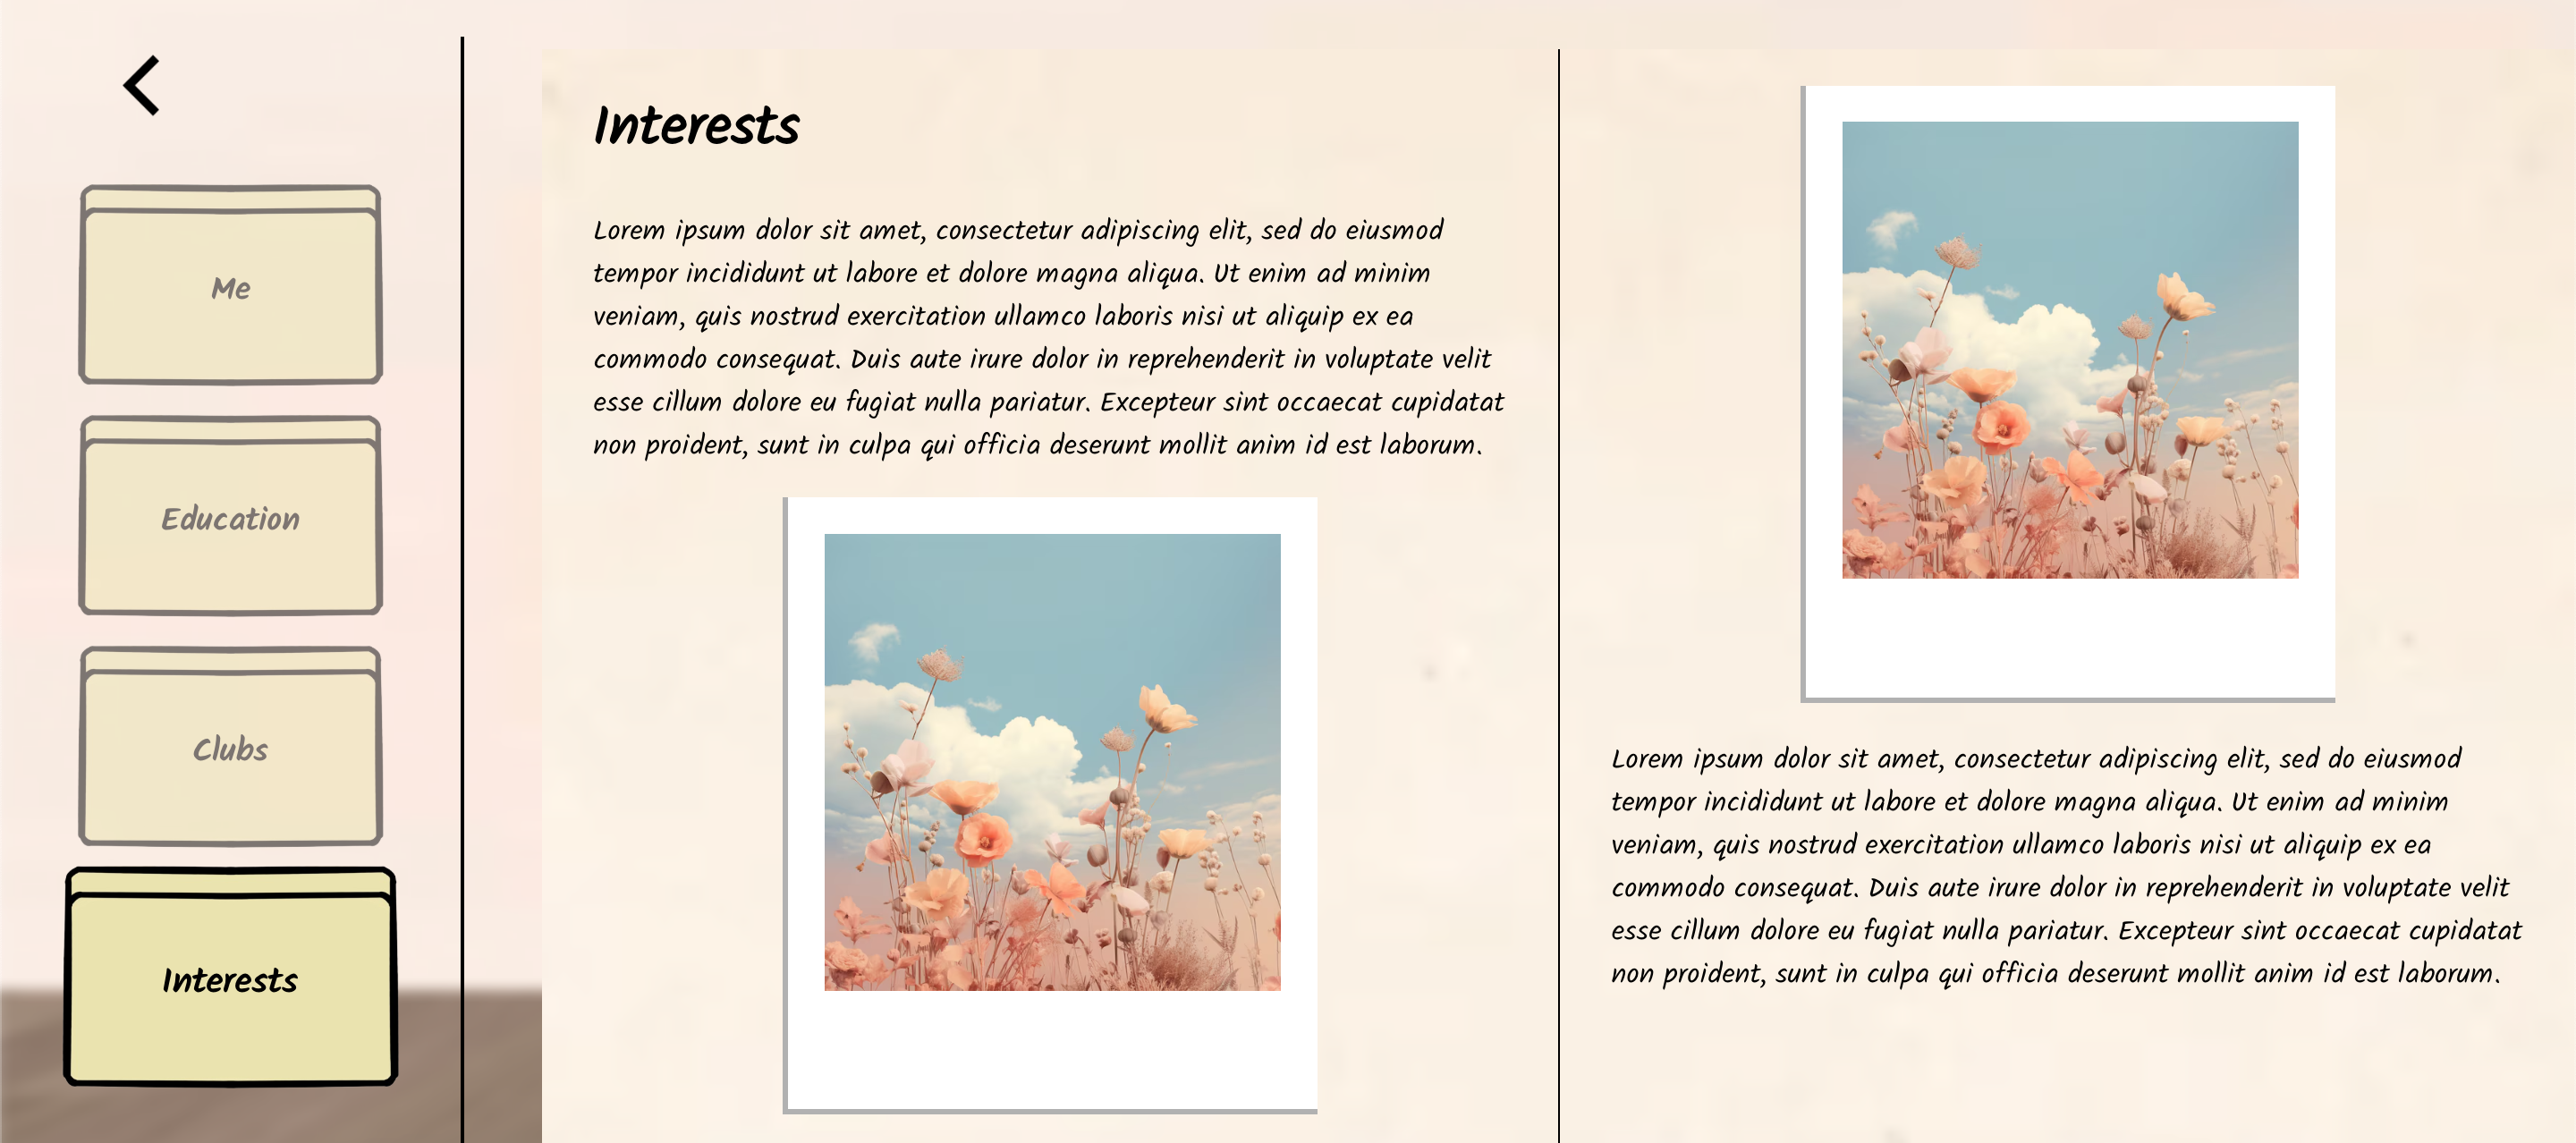 Me
Education
Clubs
Interests
Interests
Lorem ipsum dolor sit amet, consectetur adipiscing elit, sed do eiusmod
tempor incididunt ut labore et dolore magna aliqua. Ut enim ad minim
veniam, quis nostrud exercitation ullamco laboris nisi ut aliquip ex ea
commodo consequat. Duis aute irure dolor in reprehenderit in voluptate velit
esse cillum dolore eu fugiat nulla pariatur. Excepteur sint occaecat cupidatat
non proident, sunt in culpa qui officia deserunt mollit anim id est laborum.
Lorem ipsum dolor sit amet, consectetur adipiscing elit, sed do eiusmod
tempor incididunt ut labore et dolore magna aliqua. Ut enim ad minim
veniam, quis nostrud exercitation ullamco laboris nisi ut aliquip ex ea
commodo consequat. Duis aute irure dolor in reprehenderit in voluptate velit
esse cillum dolore eu fugiat nulla pariatur. Excepteur sint occaecat cupidatat
non proident, sunt in culpa qui officia deserunt mollit anim id est laborum.